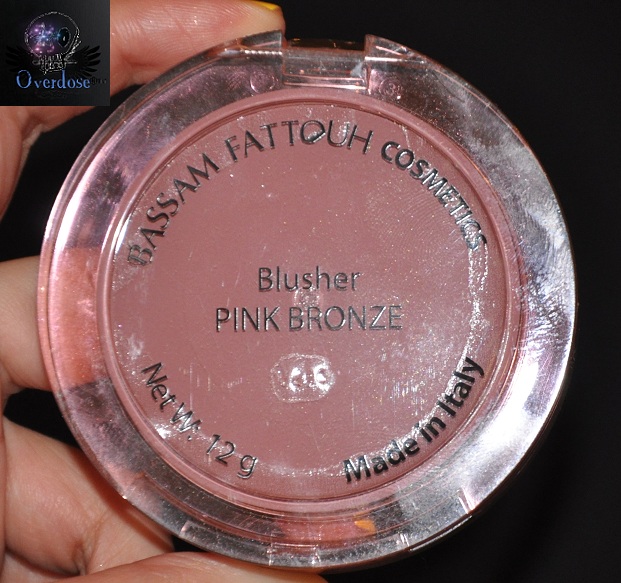 Overdose
BASSAM FATTOUH COSMETICS
Blusher
PINK BRONZE
Net W. 12 g
Made in Italy